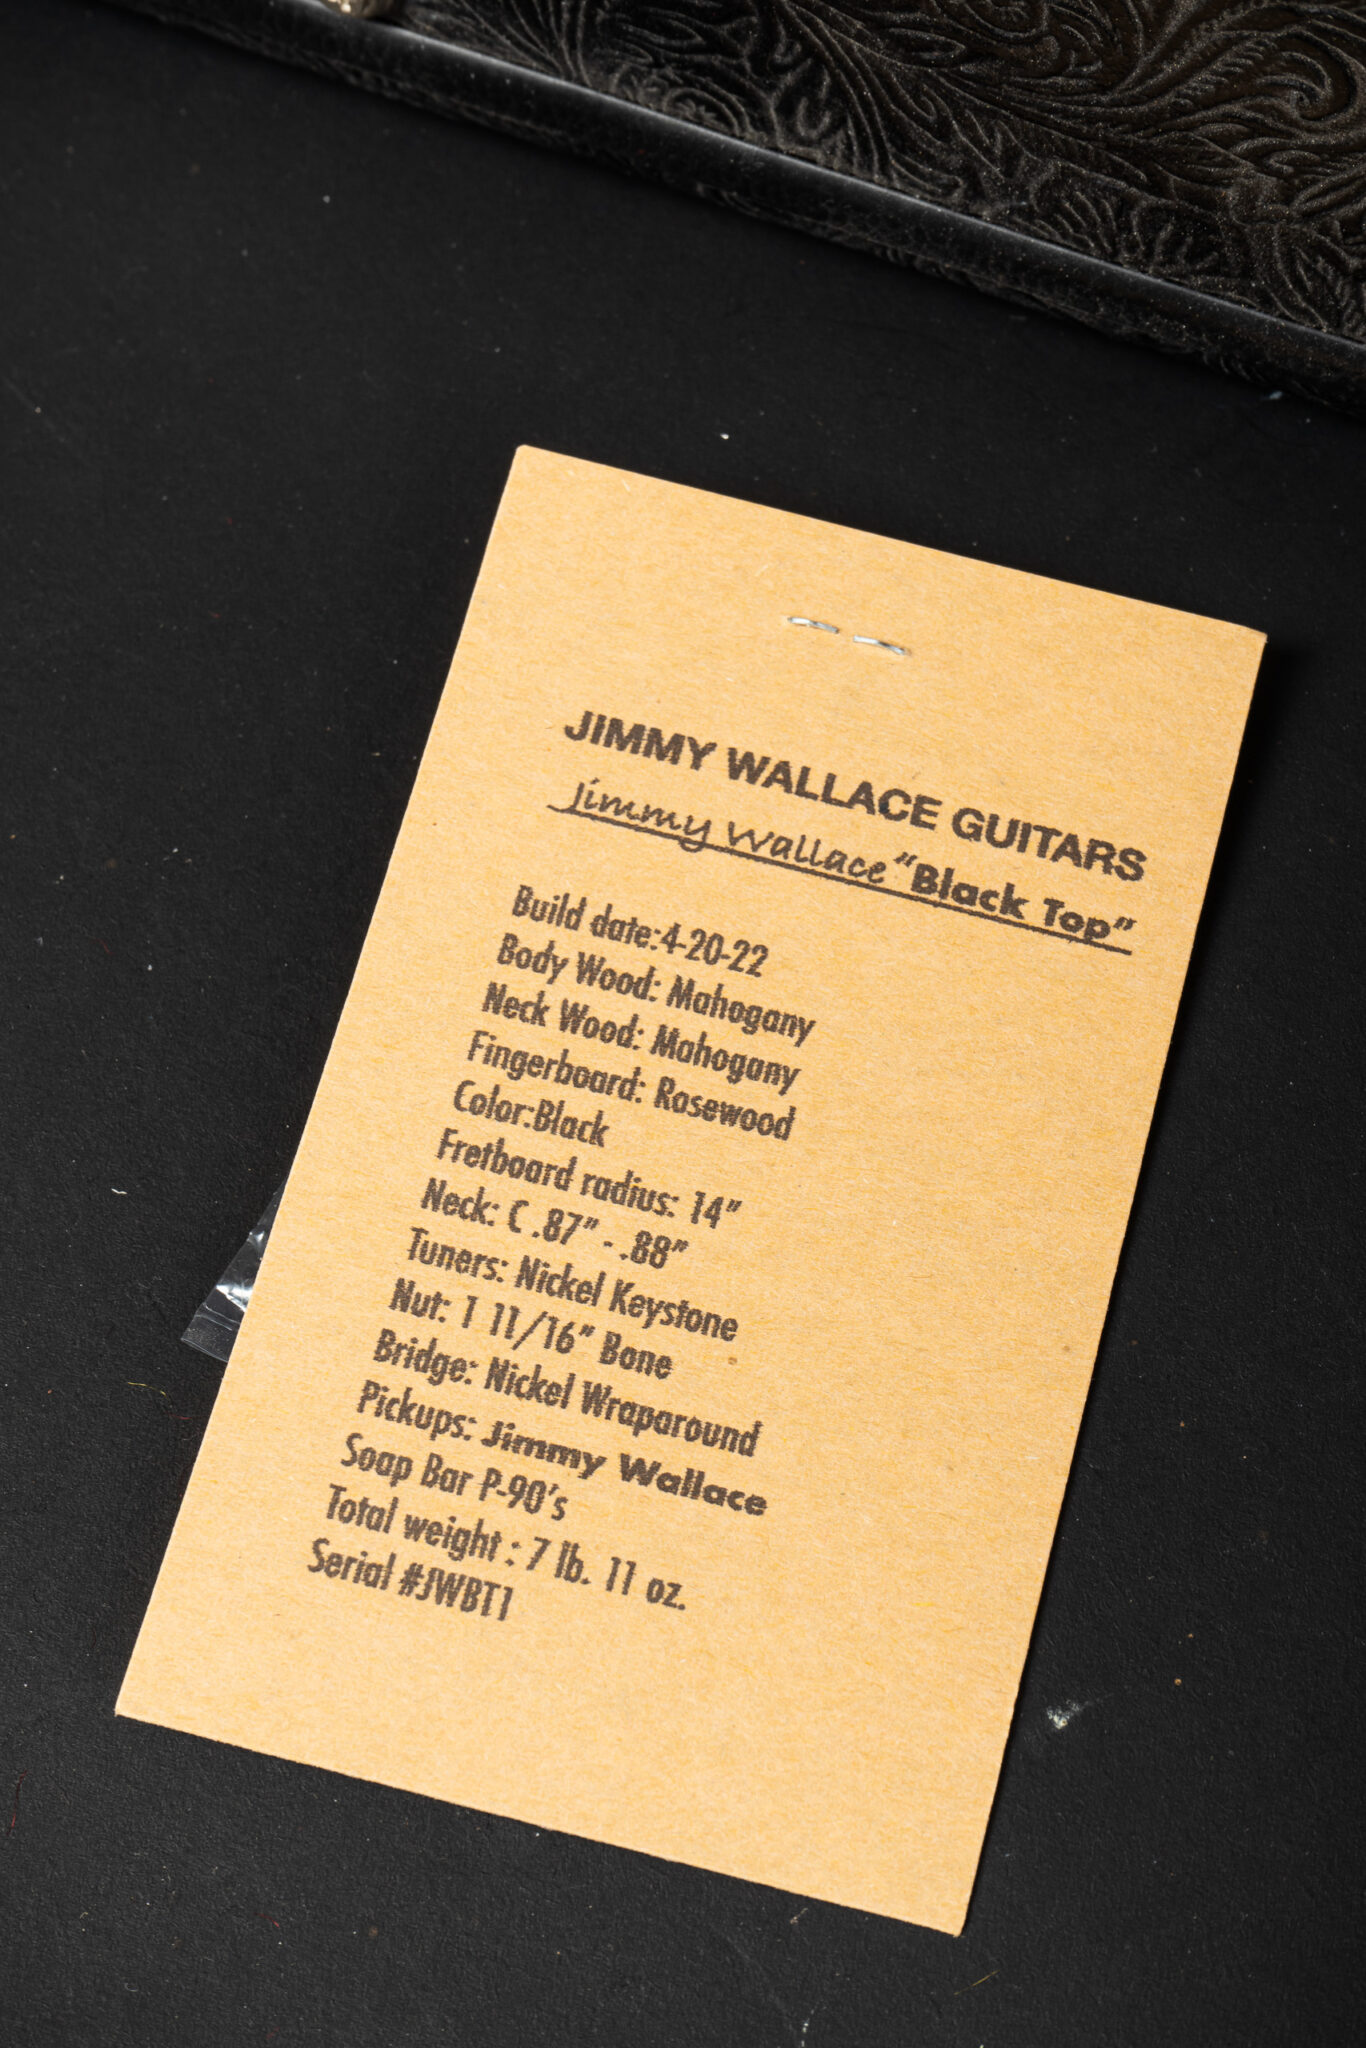 JIMMY WALLACE GUITARS
Jimmy Wallace "Black Top"
Build date:4-20-22
Body Wood: Mahogany
Neck Wood: Mahogany
Fingerboard: Rosewood
Color:Black
Fretboard radius: 14"
Neck: C .87" - .88"
Tuners: Nickel Keystone
Nut: 1 11/16" Bone
Bridge: Nickel Wraparound
Pickups: Jimmy Wallace
Soap Bar P-90's
Total weight : 7 lb. 11 oz.
Serial #JWBT1